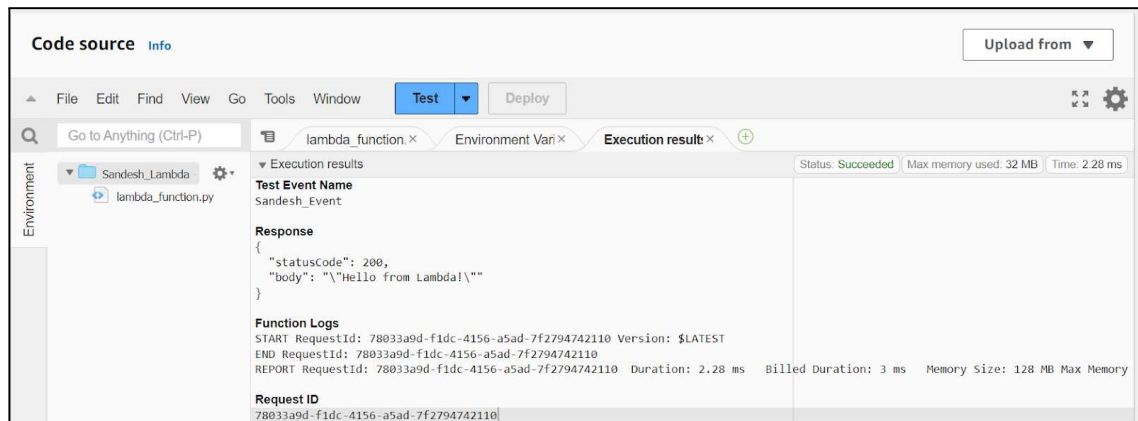 Code source Info
Upload from
File Edit Find View Go Tools Window Test Deploy
Go to Anything (Ctrl-P)
lambda_function. Environment Vari Execution results
Environment
Sandesh_Lambda
lambda_function.py
Execution results
Status: Succeeded Max memory used: 32 MB Time: 2.28 ms
Test Event Name
Sandesh_Event
Response
{
"statusCode": 200,
"body": "\"Hello from Lambda!\""
}
Function Logs
START RequestId: 78033a9d-f1dc-4156-a5ad-7f2794742110 Version: $LATEST
END RequestId: 78033a9d-f1dc-4156-a5ad-7f2794742110
REPORT RequestId: 78033a9d-f1dc-4156-a5ad-7f2794742110 Duration: 2.28 ms Billed Duration: 3 ms Memory Size: 128 MB Max Memory
Request ID
78033a9d-f1dc-4156-a5ad-7f2794742110